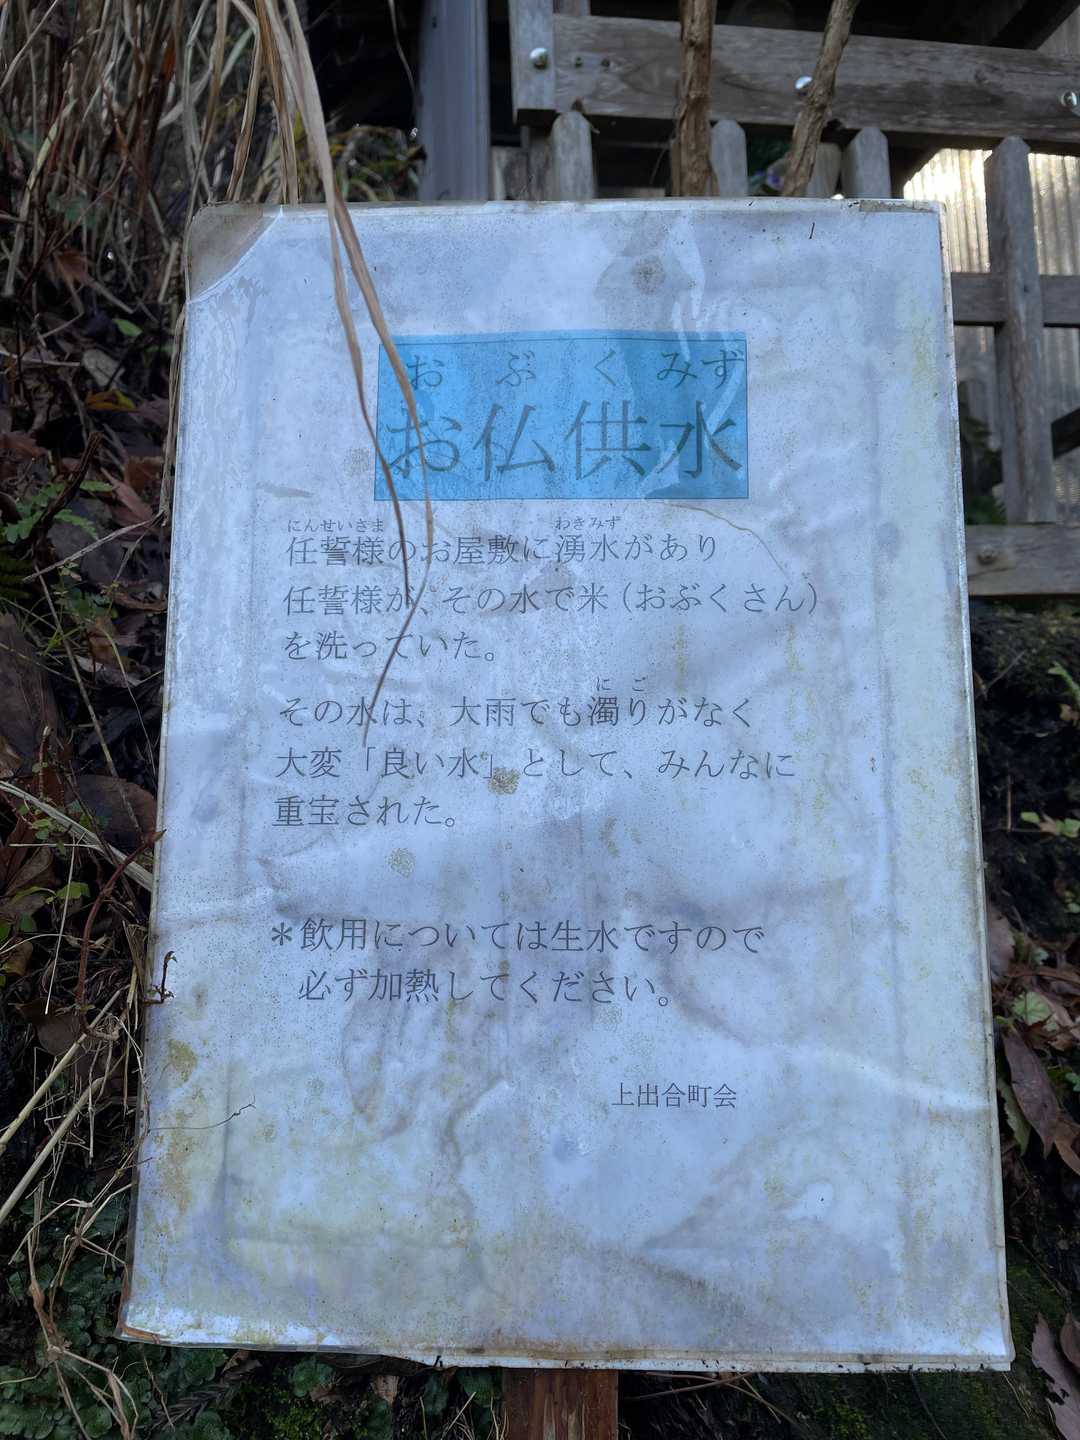 おぶくみず
お仏供水
にんせいさま わきみず
任誓様のお屋敷に湧水があり
任誓様が、その水で米(おぶくさん)
を洗っていた。
にご
その水は、大雨でも濁りがなく
大変「良い水」として、みんなに
重宝された。
*飲用については生水ですので
必ず加熱してください。
上出合町会